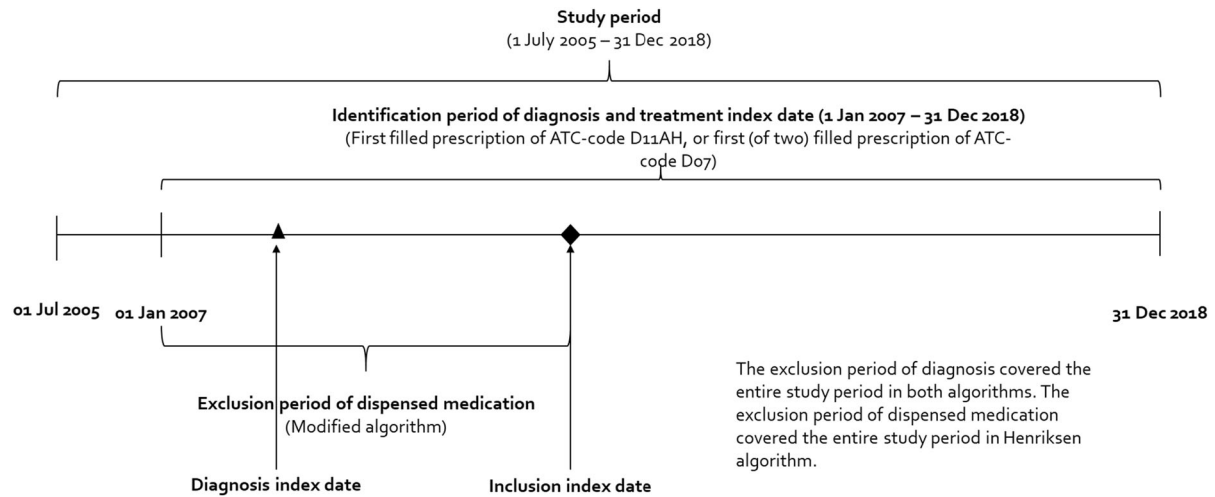 Study period
(1 July 2005 – 31 Dec 2018)
Identification period of diagnosis and treatment index date (1 Jan 2007 – 31 Dec 2018)
(First filled prescription of ATC-code D11AH, or first (of two) filled prescription of ATC-
code D07)
01 Jul 2005
01 Jan 2007
31 Dec 2018
The exclusion period of diagnosis covered the
entire study period in both algorithms. The
exclusion period of dispensed medication
covered the entire study period in Henriksen
algorithm.
Exclusion period of dispensed medication
(Modified algorithm)
Diagnosis index date
Inclusion index date